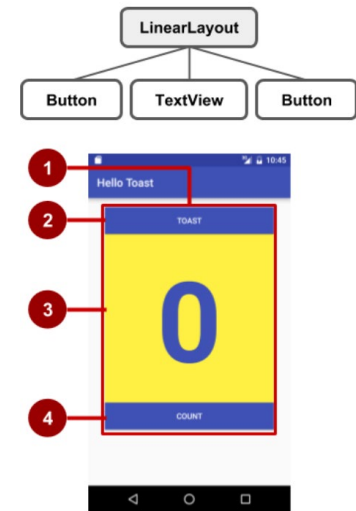 LinearLayout
Button TextView Button
10:45
1
Hello Toast
2
TOAST
3
0
4
COUNT